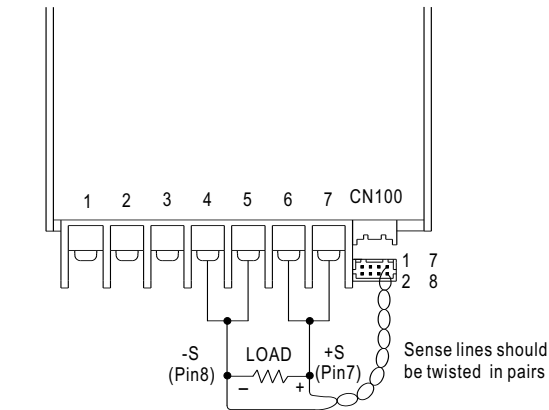 1 2 3 4 5 6 7 CN100
1 7
2 8
-S
(Pin8)
LOAD
+S
(Pin7)
– +
Sense lines should
be twisted in pairs